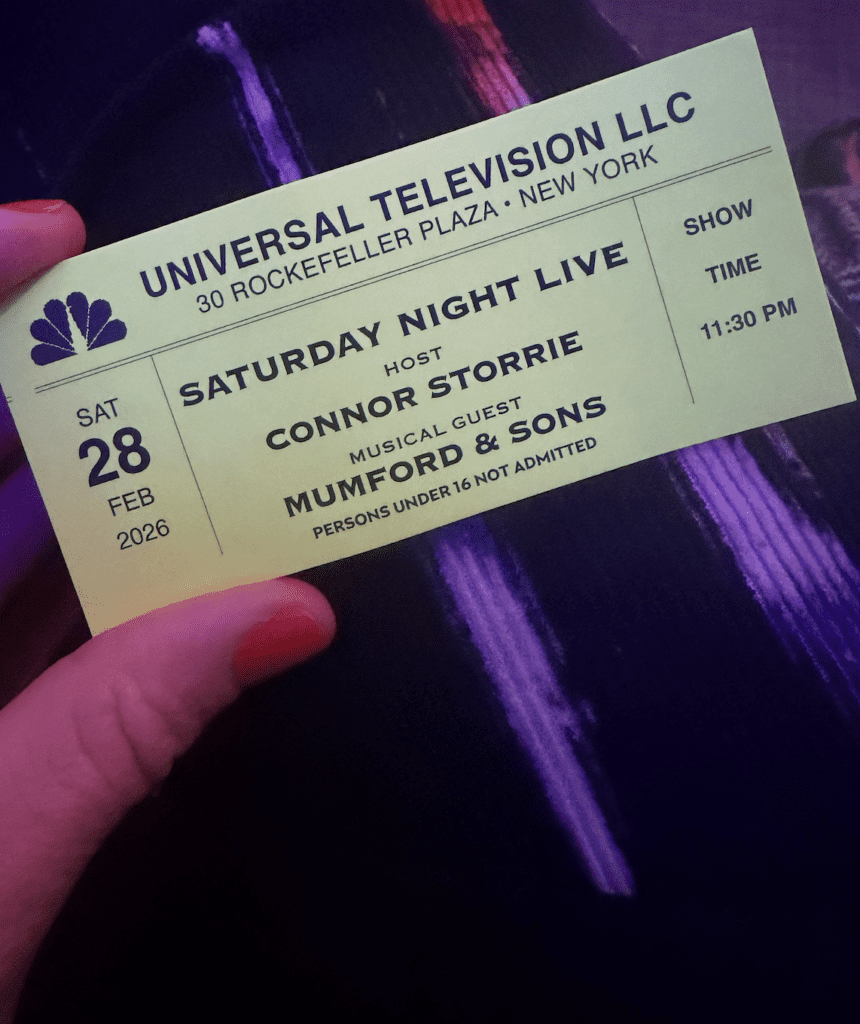 UNIVERSAL TELEVISION LLC
30 ROCKEFELLER PLAZA • NEW YORK
SAT
28
FEB
2026
SATURDAY NIGHT LIVE
HOST
CONNOR STORRIE
MUSICAL GUEST
MUMFORD & SONS
PERSONS UNDER 16 NOT ADMITTED
SHOW
TIME
11:30 PM